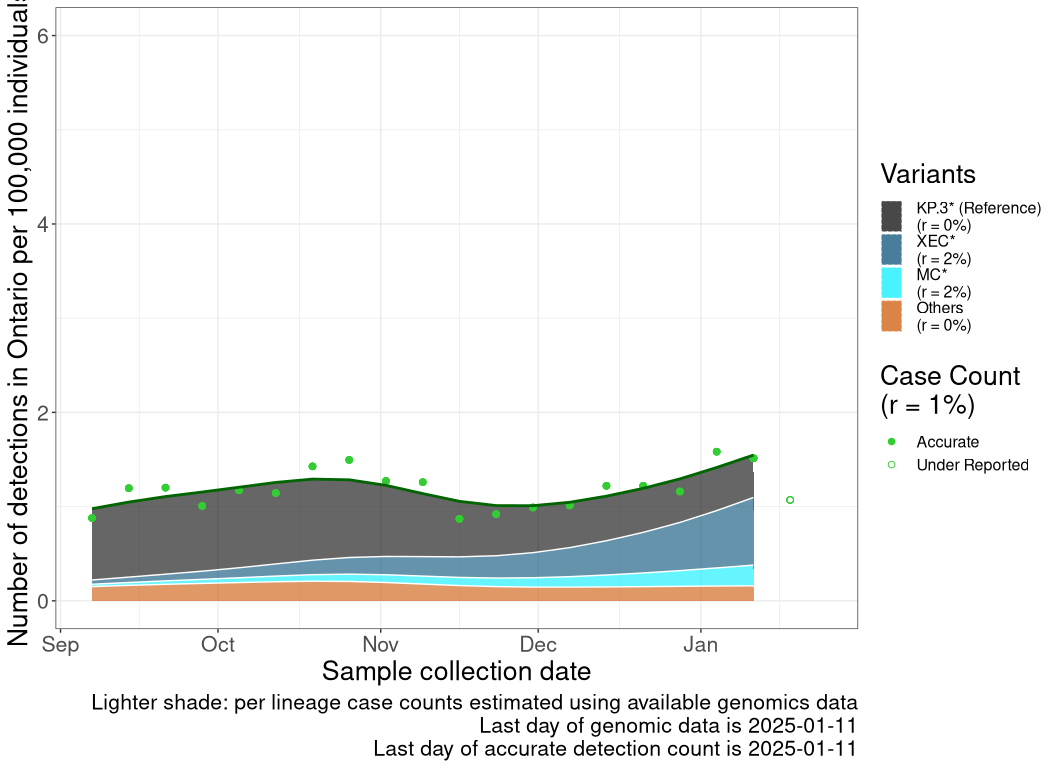 Number of detections in Ontario per 100,000 individuals
6
4
2
0
Sep Oct Nov Dec Jan
Sample collection date
Lighter shade: per lineage case counts estimated using available genomics data
Last day of genomic data is 2025-01-11
Last day of accurate detection count is 2025-01-11
Variants
KP.3* (Reference)
(r = 0%)
XEC*
(r = 2%)
MC*
(r = 2%)
Others
(r = 0%)
Case Count
(r = 1%)
Accurate
Under Reported